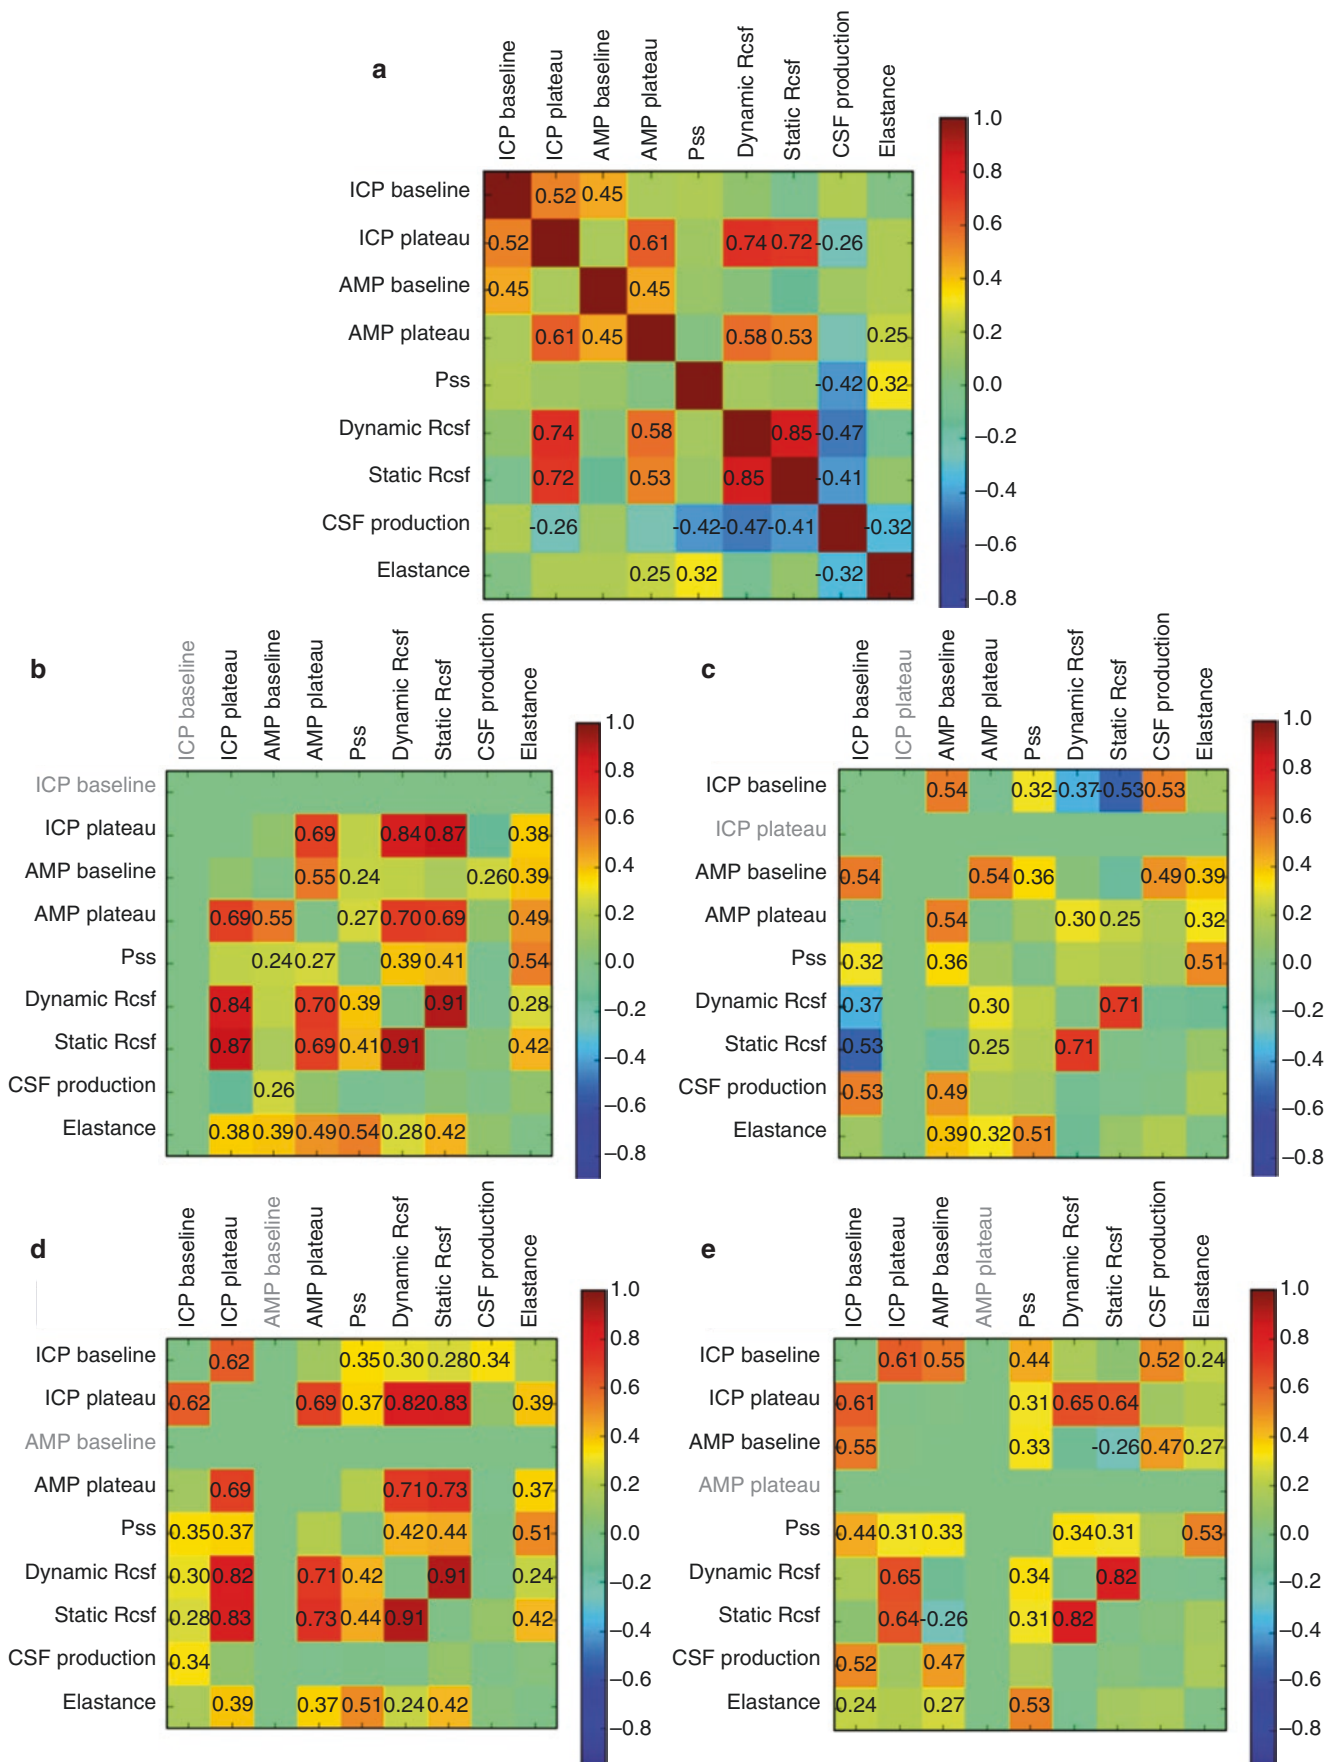 a
ICP baseline
ICP plateau
AMP baseline
AMP plateau
Pss
Dynamic Rcsf
Static Rcsf
CSF production
Elastance
ICP baseline 0.52 0.45
ICP plateau 0.52 0.61 0.74 0.72 -0.26
AMP baseline 0.45 0.45
AMP plateau 0.61 0.45 0.58 0.53 0.25
Pss -0.42 0.32
Dynamic Rcsf 0.74 0.58 0.85 -0.47
Static Rcsf 0.72 0.53 0.85 -0.41
CSF production -0.26 -0.42 -0.47 -0.41 -0.32
Elastance 0.25 0.32 -0.32
1.0
0.8
0.6
0.4
0.2
0.0
−0.2
−0.4
−0.6
−0.8
b
ICP baseline
ICP plateau
AMP baseline
AMP plateau
Pss
Dynamic Rcsf
Static Rcsf
CSF production
Elastance
ICP baseline
ICP plateau 0.69 0.84 0.87 0.38
AMP baseline 0.55 0.24 0.26 0.39
AMP plateau 0.69 0.55 0.27 0.70 0.69 0.49
Pss 0.24 0.27 0.39 0.41 0.54
Dynamic Rcsf 0.84 0.70 0.39 0.91 0.28
Static Rcsf 0.87 0.69 0.41 0.91 0.42
CSF production 0.26
Elastance 0.38 0.39 0.49 0.54 0.28 0.42
1.0
0.8
0.6
0.4
0.2
0.0
−0.2
−0.4
−0.6
−0.8
c
ICP baseline
ICP plateau
AMP baseline
AMP plateau
Pss
Dynamic Rcsf
Static Rcsf
CSF production
Elastance
ICP baseline 0.54 0.32 -0.37 -0.53 0.53
ICP plateau
AMP baseline 0.54 0.54 0.36 0.49 0.39
AMP plateau 0.54 0.30 0.25 0.32
Pss 0.32 0.36 0.51
Dynamic Rcsf -0.37 0.30 0.71
Static Rcsf -0.53 0.25 0.71
CSF production 0.53 0.49
Elastance 0.39 0.32 0.51
1.0
0.8
0.6
0.4
0.2
0.0
−0.2
−0.4
−0.6
−0.8
d
ICP baseline
ICP plateau
AMP baseline
AMP plateau
Pss
Dynamic Rcsf
Static Rcsf
CSF production
Elastance
ICP baseline 0.62 0.35 0.30 0.28 0.34
ICP plateau 0.62 0.69 0.37 0.82 0.83 0.39
AMP baseline
AMP plateau 0.69 0.71 0.73 0.37
Pss 0.35 0.37 0.42 0.44 0.51
Dynamic Rcsf 0.30 0.82 0.71 0.42 0.91 0.24
Static Rcsf 0.28 0.83 0.73 0.44 0.91 0.42
CSF production 0.34
Elastance 0.39 0.37 0.51 0.24 0.42
1.0
0.8
0.6
0.4
0.2
0.0
−0.2
−0.4
−0.6
−0.8
e
ICP baseline
ICP plateau
AMP baseline
AMP plateau
Pss
Dynamic Rcsf
Static Rcsf
CSF production
Elastance
ICP baseline 0.61 0.55 0.44 0.52 0.24
ICP plateau 0.61 0.31 0.65 0.64
AMP baseline 0.55 0.33 -0.26 0.47 0.27
AMP plateau
Pss 0.44 0.31 0.33 0.34 0.31 0.53
Dynamic Rcsf 0.65 0.34 0.82
Static Rcsf 0.64 -0.26 0.31 0.82
CSF production 0.52 0.47
Elastance 0.24 0.27 0.53
1.0
0.8
0.6
0.4
0.2
0.0
−0.2
−0.4
−0.6
−0.8